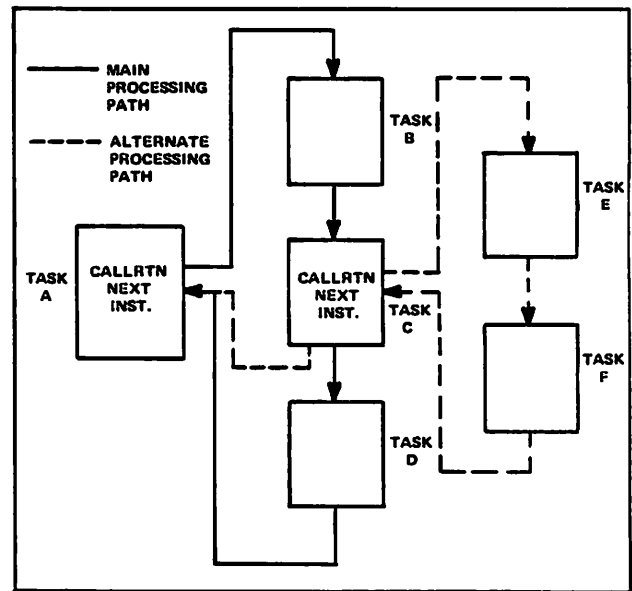 MAIN
PROCESSING
PATH
ALTERNATE
PROCESSING
PATH
TASK
B
TASK
E
TASK
A
CALLRTN
NEXT
INST.
CALLRTN
NEXT
INST.
TASK
C
TASK
F
TASK
D